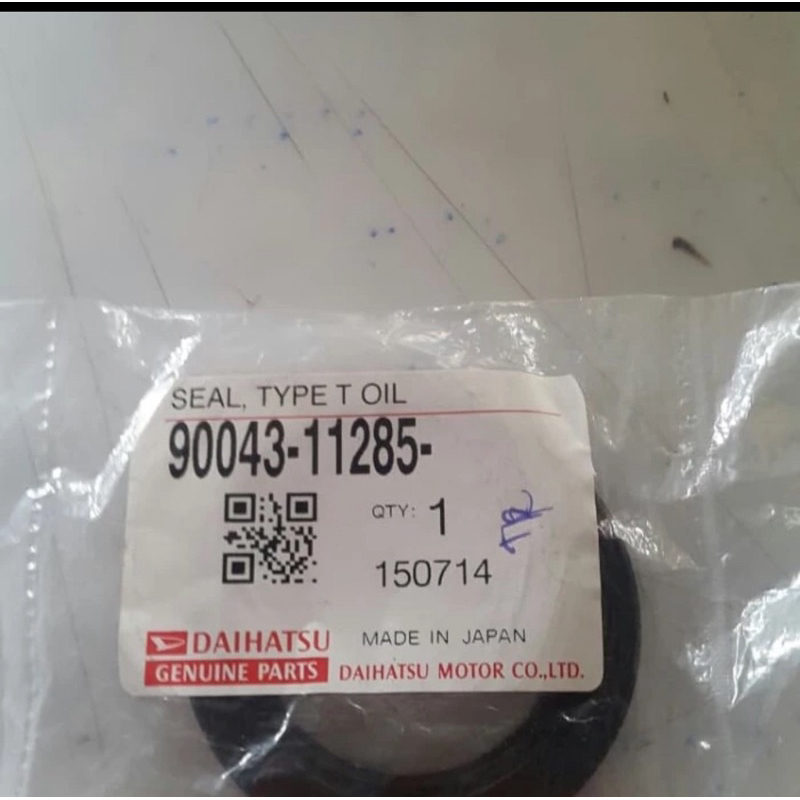 SEAL, TYPE T OIL
90043-11285-
QTY: 1
150714
DAIHATSU MADE IN JAPAN
GENUINE PARTS DAIHATSU MOTOR CO.,LTD.